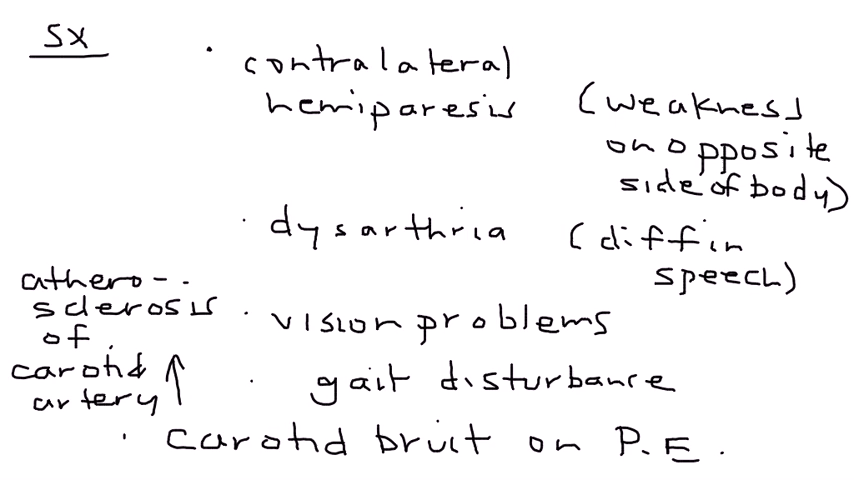 SX
· contralateral
hemiparesis (weakness
on opposite
side of body)
· dysarthria (diff in
speech)
athero-
sclerosis
of
carotid
artery ↑
· vision problems
· gait disturbance
· carotid bruit on P.E.